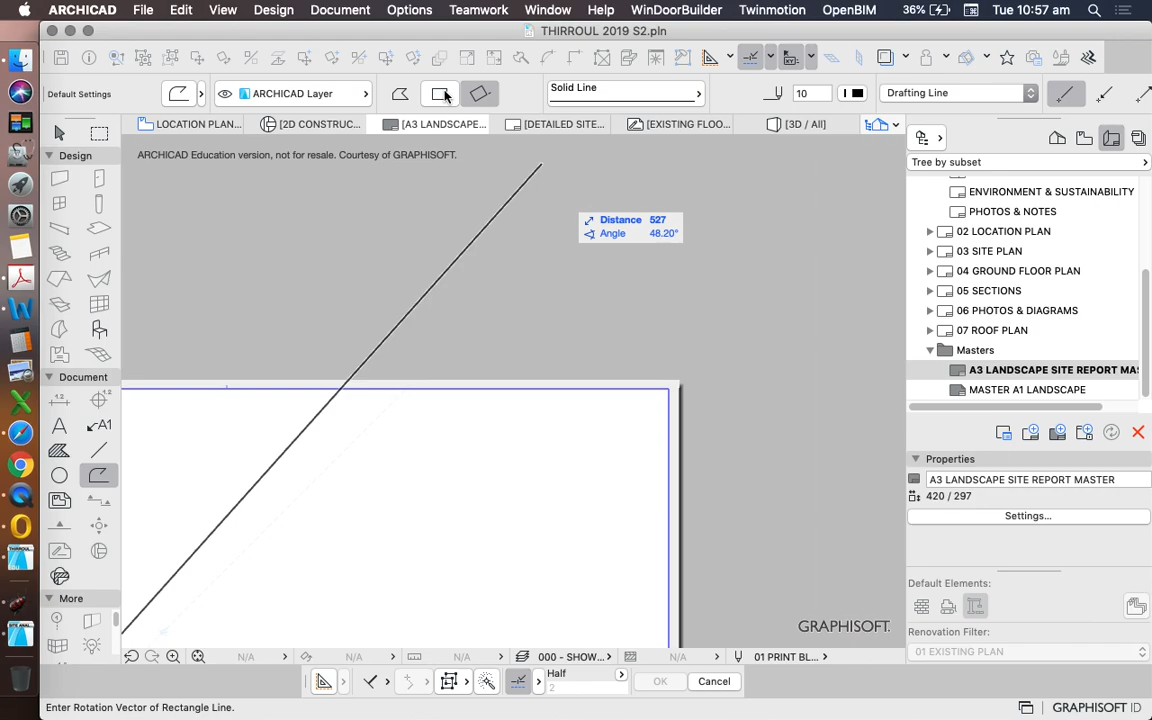 ARCHICAD File Edit View Design Document Options Teamwork Window Help WinDoorBuilder Twinmotion OpenBIM 36% Tue 10:57 am
THIRROUL 2019 S2.pln
Default Settings
ARCHICAD Layer
Solid Line
10
Drafting Line
LOCATION PLAN...
[2D CONSTRUC...
[A3 LANDSCAPE...
[DETAILED SITE...
[EXISTING FLOO...
[3D / All]
ARCHICAD Education version, not for resale. Courtesy of GRAPHISOFT.
Design
Document
More
Distance 527
Angle 48.20°
Tree by subset
ENVIRONMENT & SUSTAINABILITY
PHOTOS & NOTES
02 LOCATION PLAN
03 SITE PLAN
04 GROUND FLOOR PLAN
05 SECTIONS
06 PHOTOS & DIAGRAMS
07 ROOF PLAN
Masters
A3 LANDSCAPE SITE REPORT MAS
MASTER A1 LANDSCAPE
Properties
A3 LANDSCAPE SITE REPORT MASTER
420 / 297
Settings...
Default Elements:
Renovation Filter:
01 EXISTING PLAN
GRAPHISOFT.
N/A
N/A
N/A
000 - SHOW...
N/A
01 PRINT BL...
Half
2
OK
Cancel
Enter Rotation Vector of Rectangle Line.
GRAPHISOFT ID